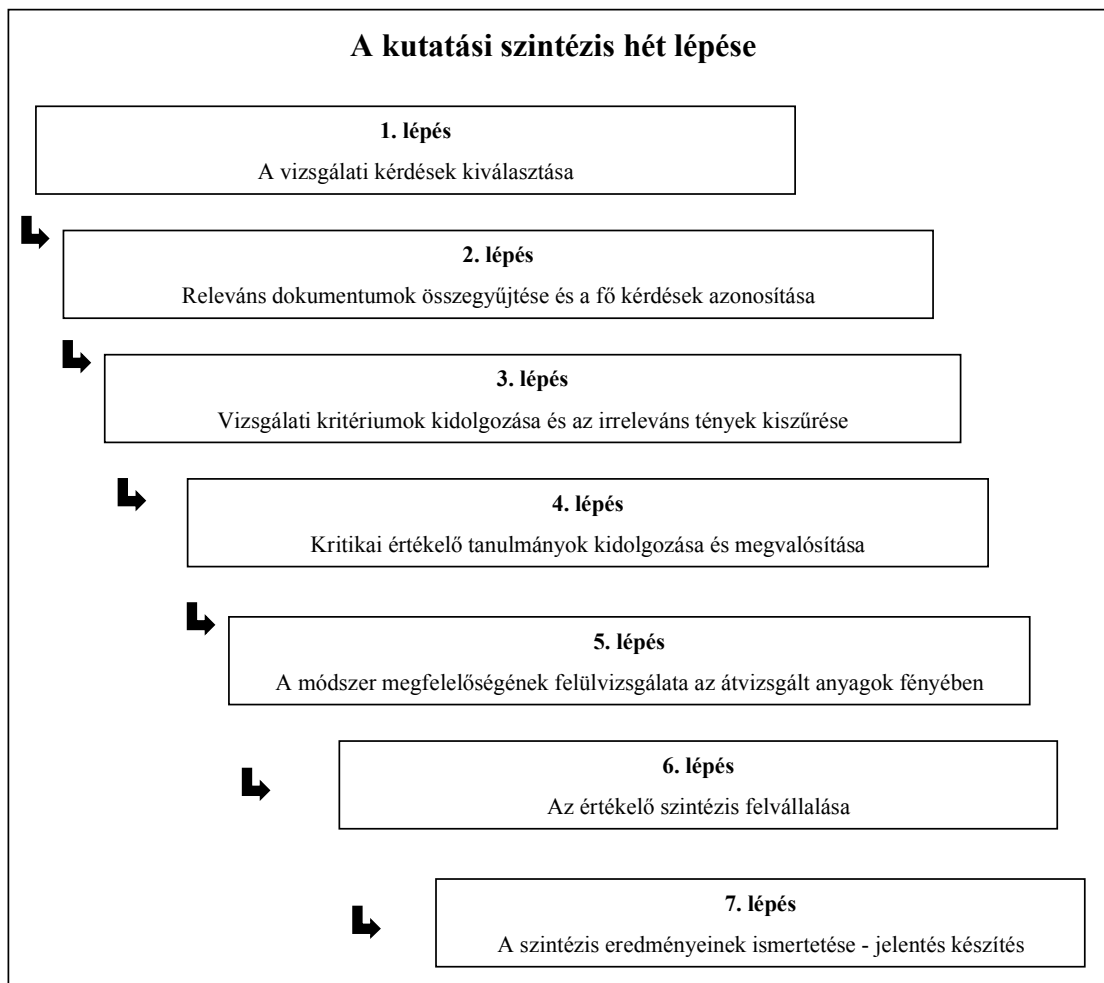 A kutatási szintézis hét lépése
1. lépés
A vizsgálati kérdések kiválasztása
2. lépés
Releváns dokumentumok összegyűjtése és a fő kérdések azonosítása
3. lépés
Vizsgálati kritériumok kidolgozása és az irreleváns tények kiszűrése
4. lépés
Kritikai értékelő tanulmányok kidolgozása és megvalósítása
5. lépés
A módszer megfelelőségének felülvizsgálata az átvizsgált anyagok fényében
6. lépés
Az értékelő szintézis felvállalása
7. lépés
A szintézis eredményeinek ismertetése - jelentés készítés